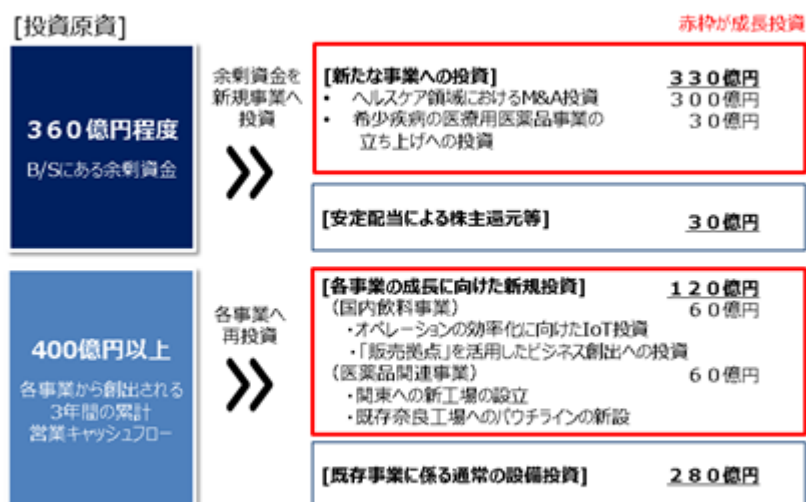 [投資原資]
赤枠が成長投資
360億円程度
B/Sにある余剰資金
余剰資金を
新規事業へ
投資
[新たな事業への投資] 330億円
• ヘルスケア領域におけるM&A投資 300億円
• 希少疾病の医療用医薬品事業の 30億円
立ち上げへの投資
[安定配当による株主還元等] 30億円
400億円以上
各事業から創出される
3年間の累計
営業キャッシュフロー
各事業へ
再投資
[各事業の成長に向けた新規投資] 120億円
(国内飲料事業) 60億円
・オペレーションの効率化に向けたIoT投資
・「販売拠点」を活用したビジネス創出への投資
(医薬品関連事業) 60億円
・関東への新工場の設立
・既存奈良工場へのパウチラインの新設
[既存事業に係る通常の設備投資] 280億円